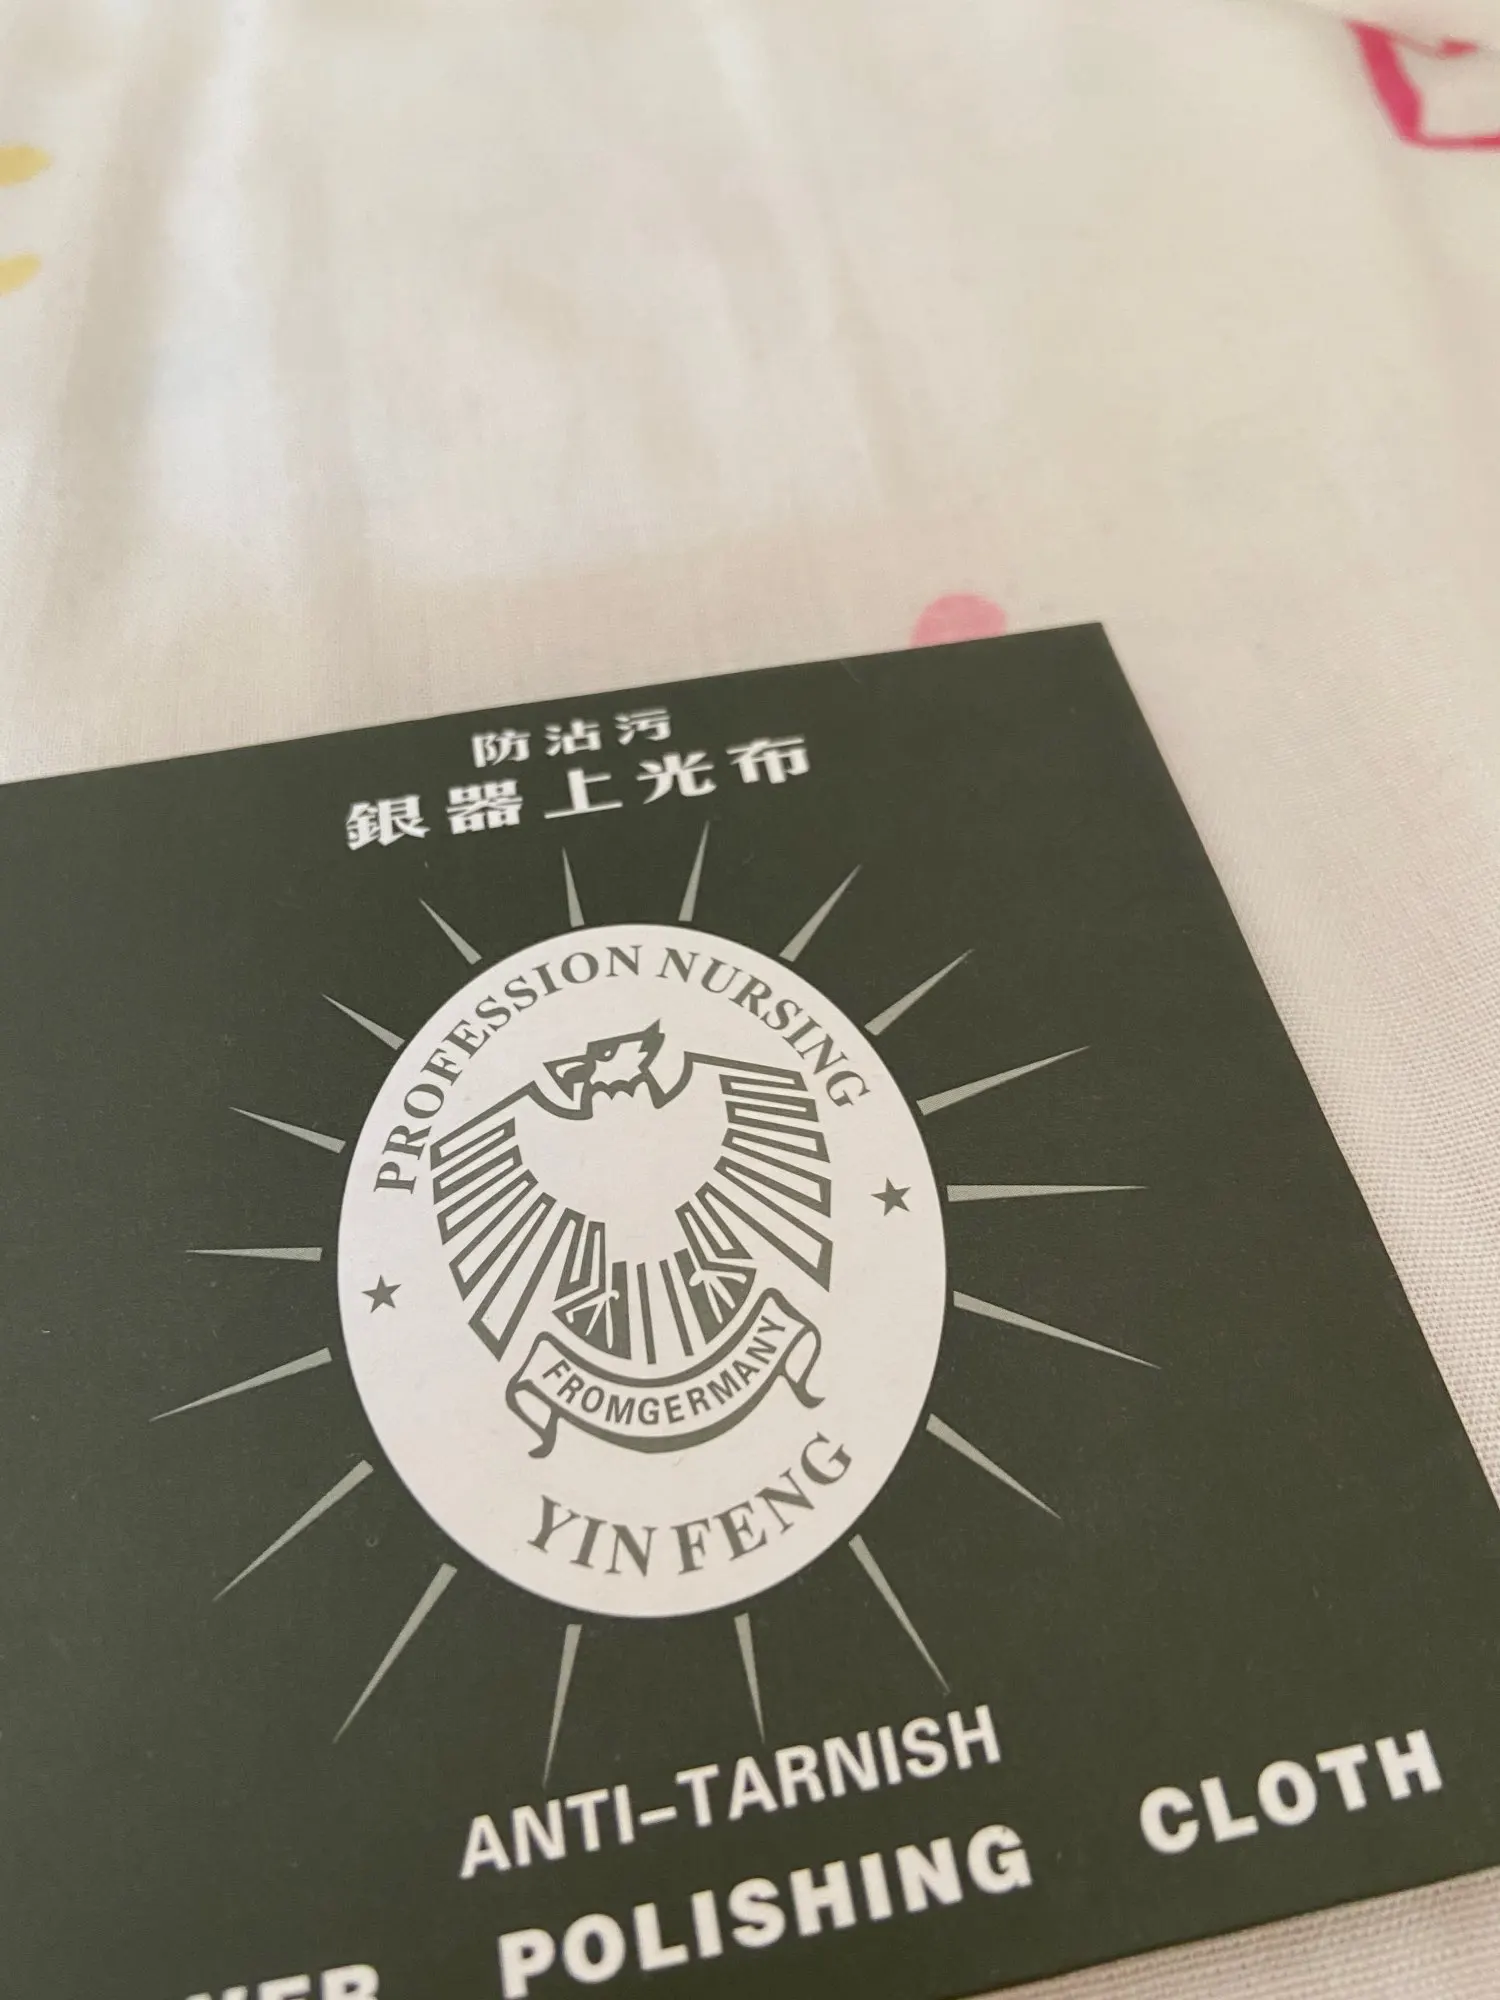 防沾污
銀器上光布
PROFESSION NURSING
FROMGERMANY
YIN FENG
ANTI-TARNISH
POLISHING CLOTH